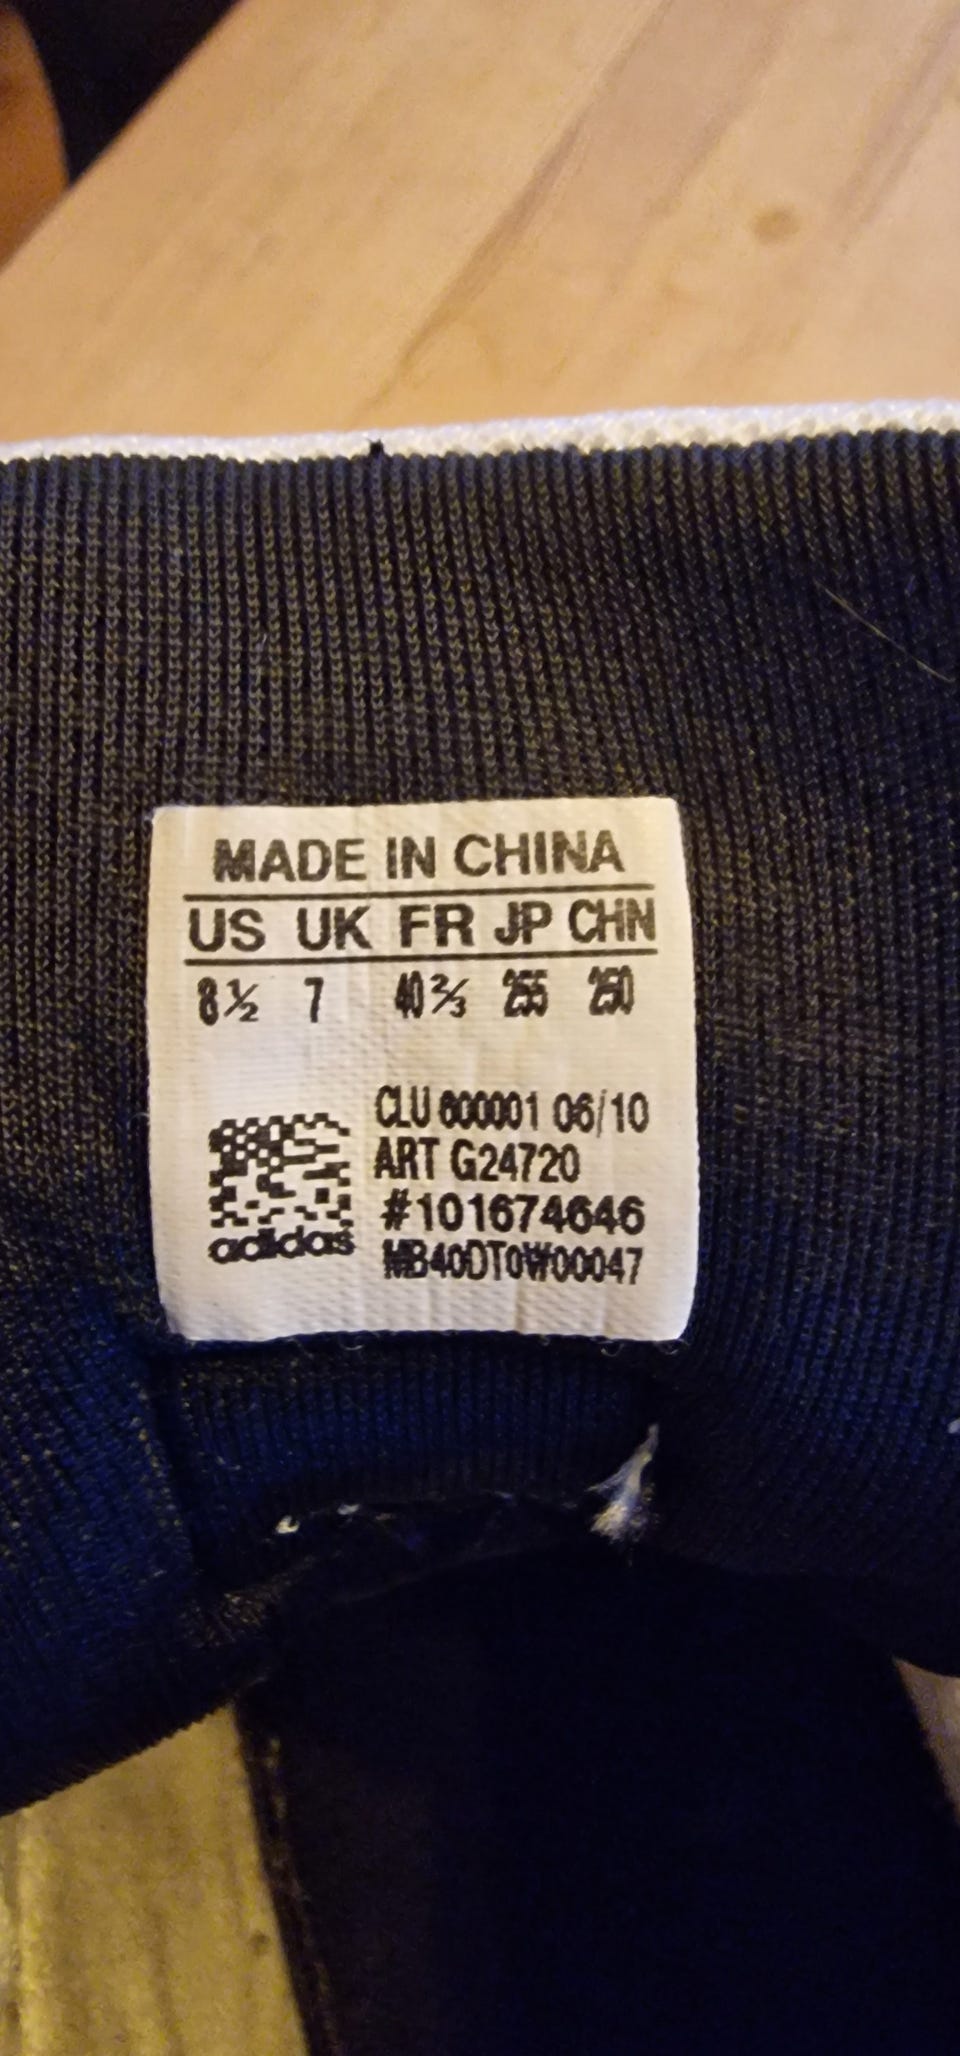 MADE IN CHINA
US UK FR JP CHN
8½ 7 40⅔ 255 250
CLU 600001 06/10
ART G24720
#101674646
adidas
MB40DT0W00047